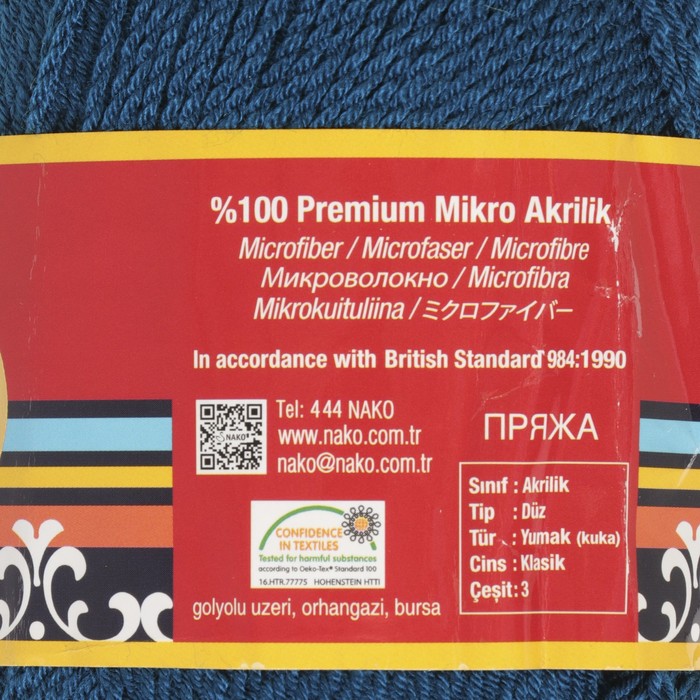 %100 Premium Mikro Akrilik
Microfiber / Microfaser / Microfibre
Микроволокно / Microfibra
Mikrokuituliina / ミクロファイバー
In accordance with British Standard 984:1990
Tel: 444 NAKO
www.nako.com.tr
nako@nako.com.tr
NAKO
ПРЯЖА
Sınıf : Akrilik
Tip : Düz
Tür : Yumak (kuka)
Cins : Klasik
Çeşit : 3
CONFIDENCE
IN TEXTILES
Tested for harmful substances
according to Oeko-Tex® Standard 100
16.HTR.77775 HOHENSTEIN HTTI
golyolu uzeri, orhangazi, bursa